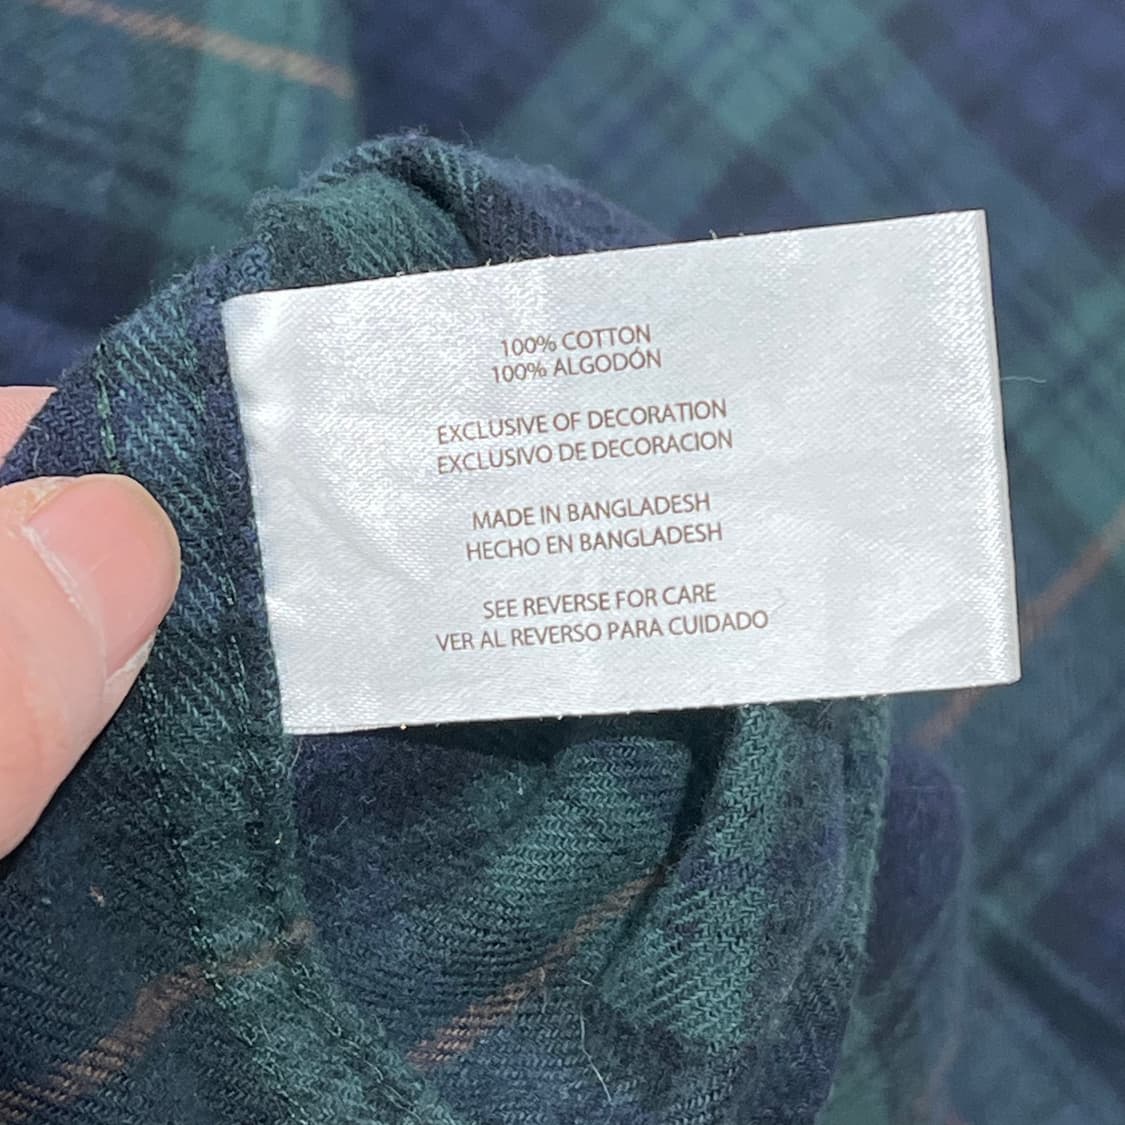 100% COTTON
100% ALGODÓN
EXCLUSIVE OF DECORATION
EXCLUSIVO DE DECORACION
MADE IN BANGLADESH
HECHO EN BANGLADESH
SEE REVERSE FOR CARE
VER AL REVERSO PARA CUIDADO